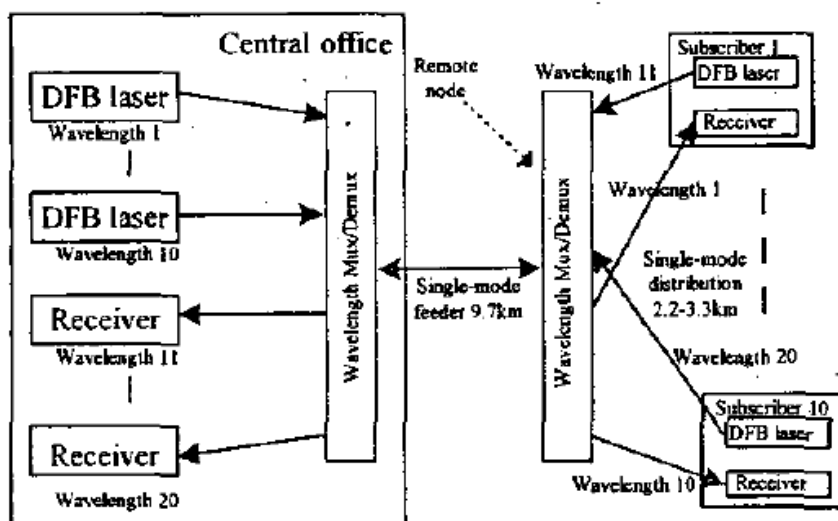 Central office
DFB laser
Wavelength 1
DFB laser
Wavelength 10
Receiver
Wavelength 11
Receiver
Wavelength 20
Wavelength Mux/Demux
Single-mode
feeder 9.7km
Remote
node
Wavelength Mux/Demux
Wavelength 11
Subscriber 1
DFB laser
Receiver
Wavelength 1
Single-mode
distribution
2.2-3.3km
Wavelength 20
Subscriber 10
DFB laser
Wavelength 10
Receiver